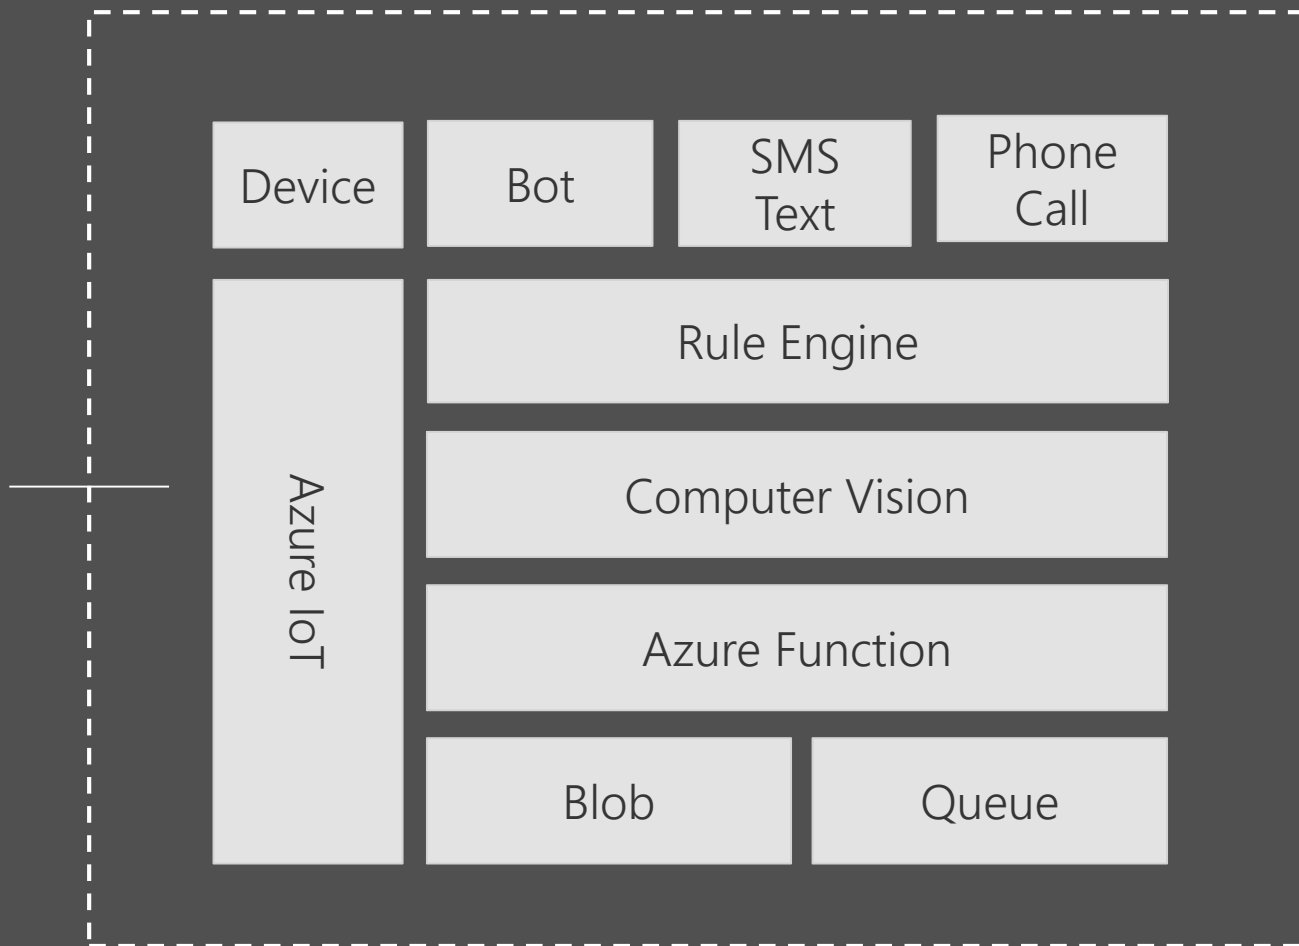 Device
Bot
SMS
Text
Phone
Call
Azure IoT
Rule Engine
Computer Vision
Azure Function
Blob
Queue